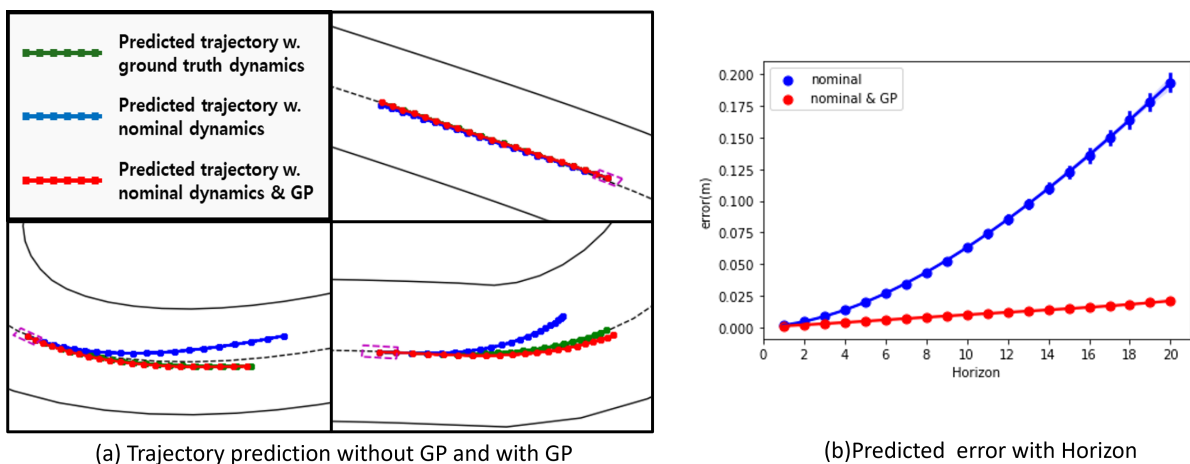 Predicted trajectory w.
ground truth dynamics
Predicted trajectory w.
nominal dynamics
Predicted trajectory w.
nominal dynamics & GP
(a) Trajectory prediction without GP and with GP
nominal
nominal & GP
0.200
0.175
0.150
0.125
0.100
0.075
0.050
0.025
0.000
error(m)
0 2 4 6 8 10 12 14 16 18 20
Horizon
(b)Predicted error with Horizon